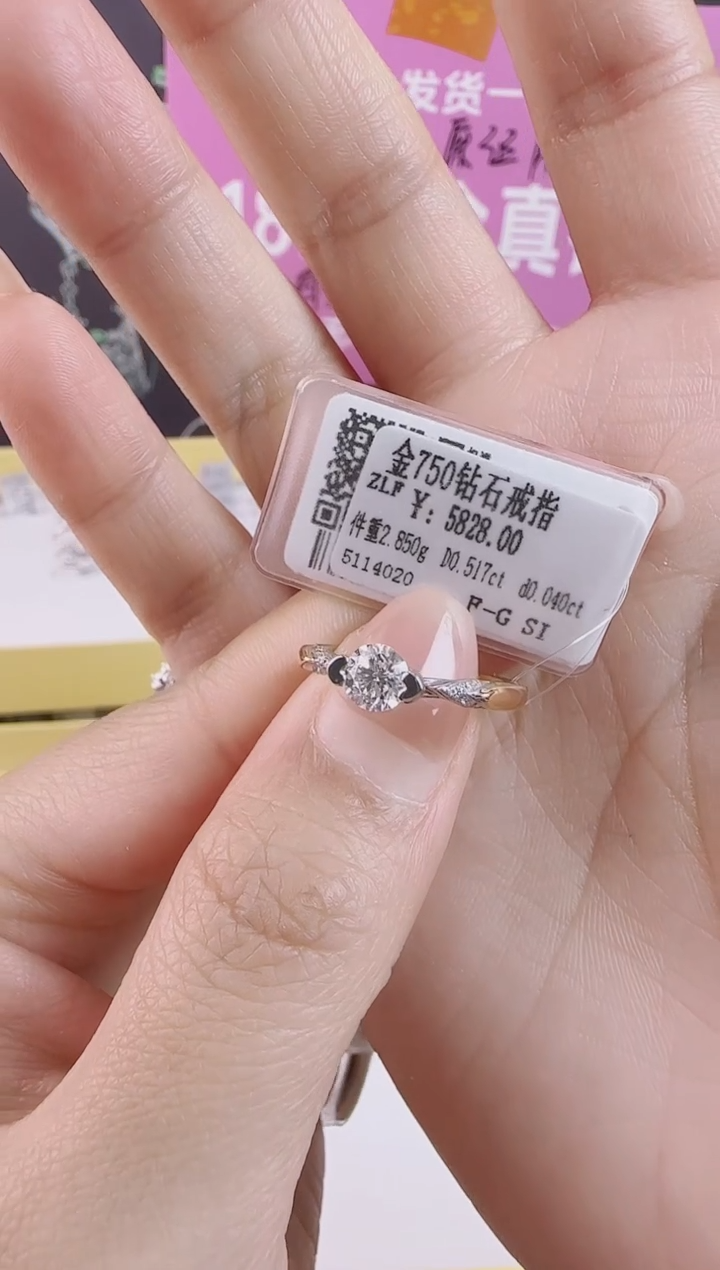 发货一
18
真
金750钻石戒指
ZLF ¥: 5828.00
件重2.850g D0.517ct d0.040ct
5114020 F-G SI